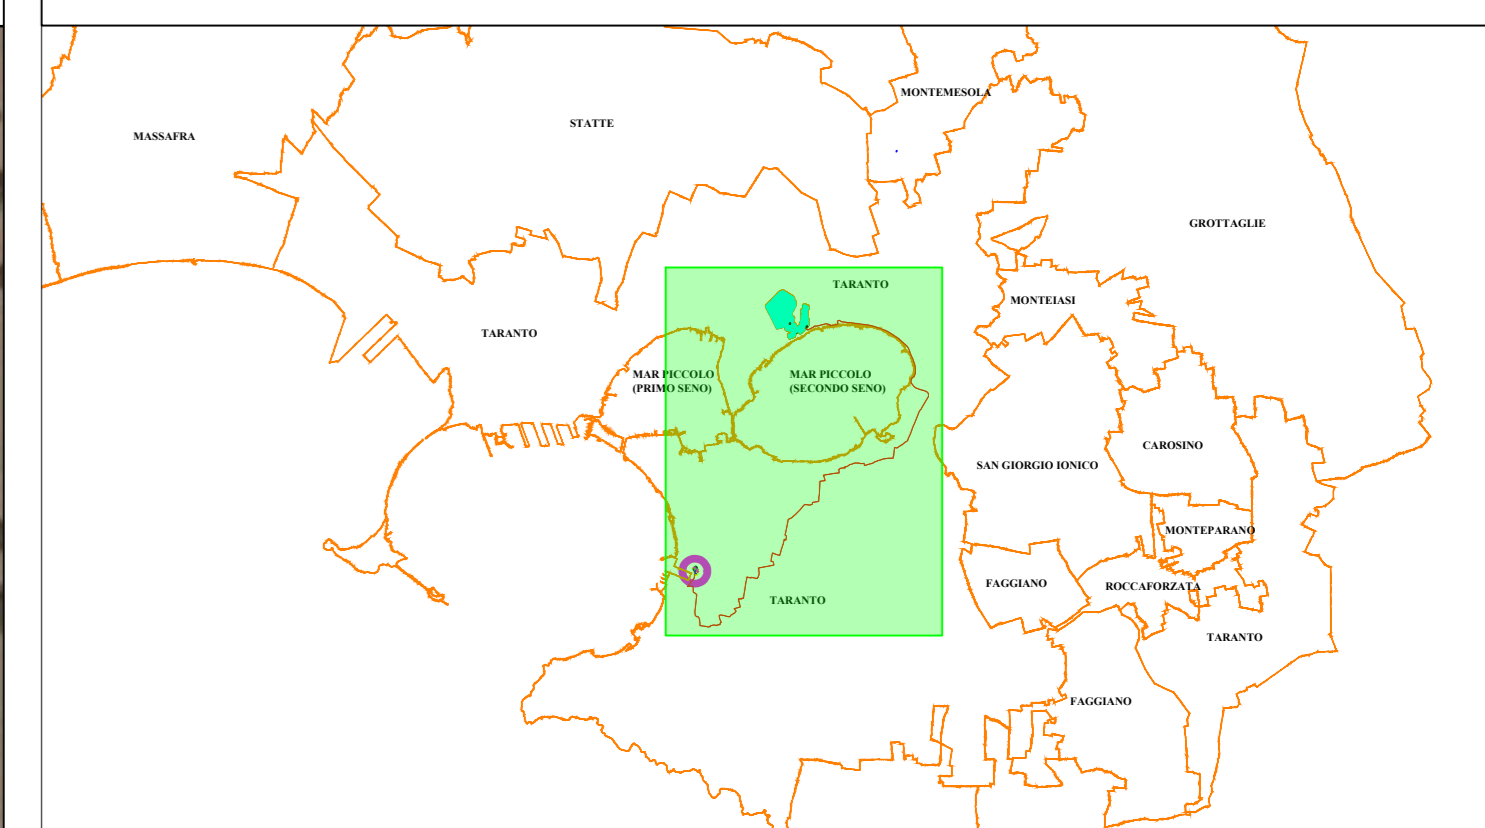 MONTEMESOLA
STATTE
MASSAFRA
GROTTAGLIE
TARANTO
MONTEIASI
TARANTO
MAR PICCOLO
(PRIMO SENO)
MAR PICCOLO
(SECONDO SENO)
CAROSINO
SAN GIORGIO IONICO
MONTEPARANO
FAGGIANO
ROCCAFORZATA
TARANTO
TARANTO
FAGGIANO